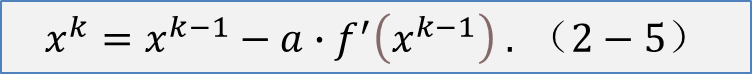 x^k = x^{k−1} − a · f′(x^{k−1}) . （2 − 5）